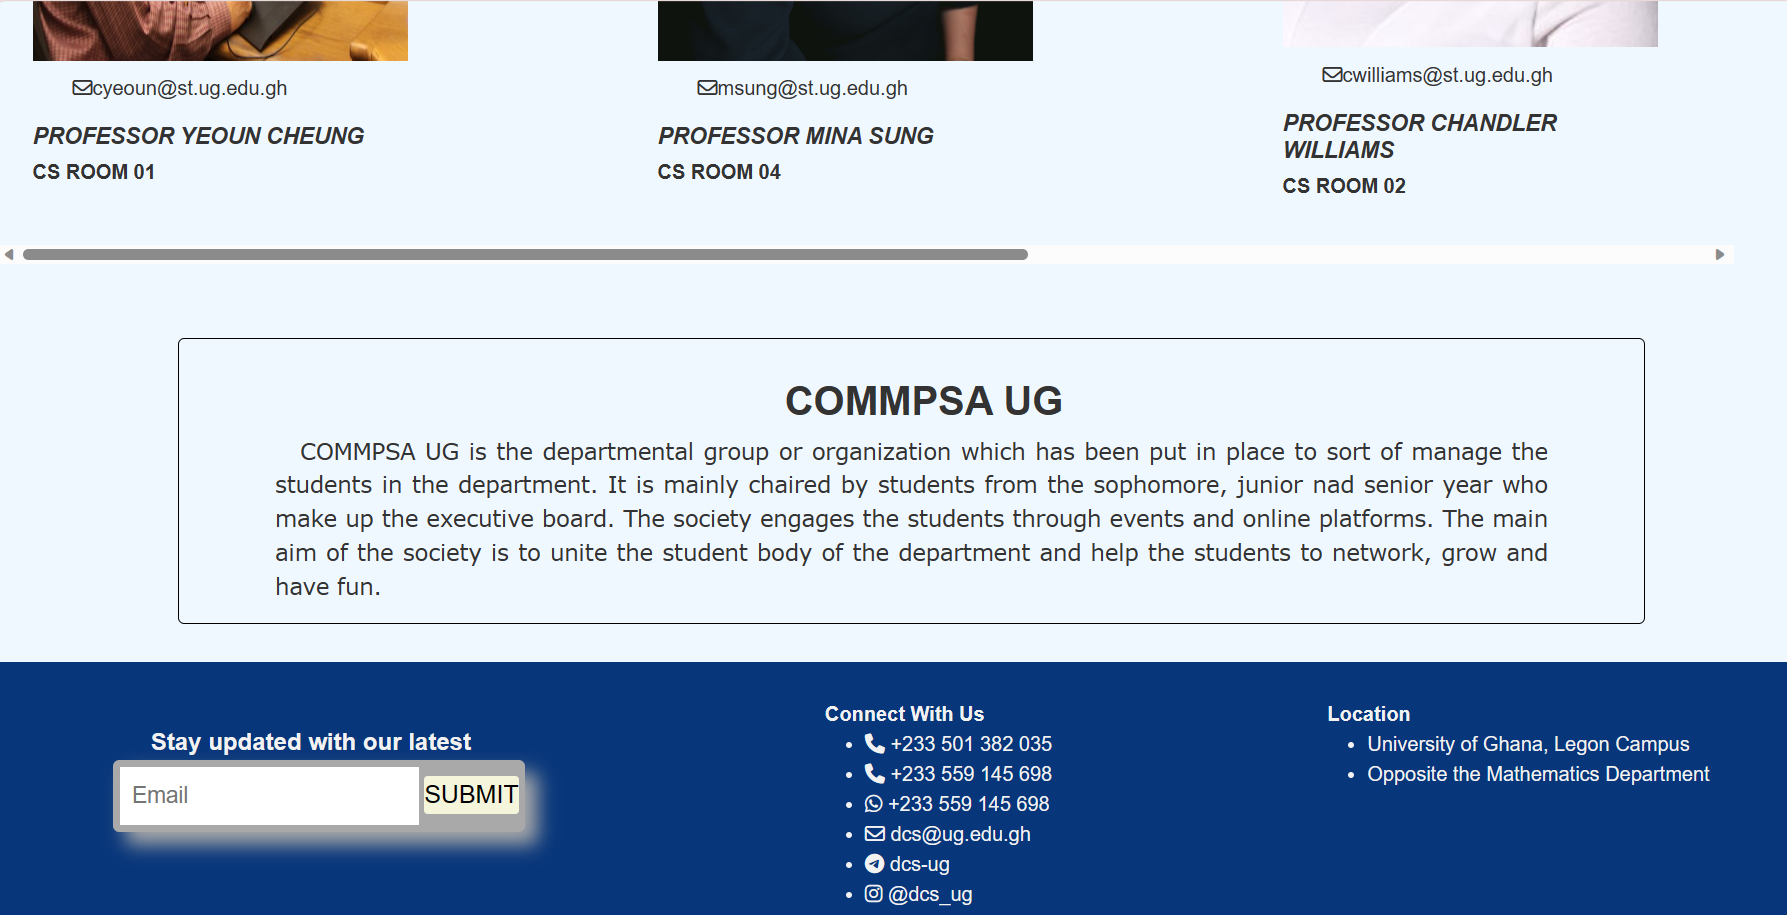 cyeoun@st.ug.edu.gh
PROFESSOR YEOUN CHEUNG
CS ROOM 01
msung@st.ug.edu.gh
PROFESSOR MINA SUNG
CS ROOM 04
cwilliams@st.ug.edu.gh
PROFESSOR CHANDLER
WILLIAMS
CS ROOM 02
COMMPSA UG
COMMPSA UG is the departmental group or organization which has been put in place to sort of manage the
students in the department. It is mainly chaired by students from the sophomore, junior nad senior year who
make up the executive board. The society engages the students through events and online platforms. The main
aim of the society is to unite the student body of the department and help the students to network, grow and
have fun.
Stay updated with our latest
Email
SUBMIT
Connect With Us
• +233 501 382 035
• +233 559 145 698
• +233 559 145 698
• dcs@ug.edu.gh
• dcs-ug
• @dcs_ug
Location
• University of Ghana, Legon Campus
• Opposite the Mathematics Department